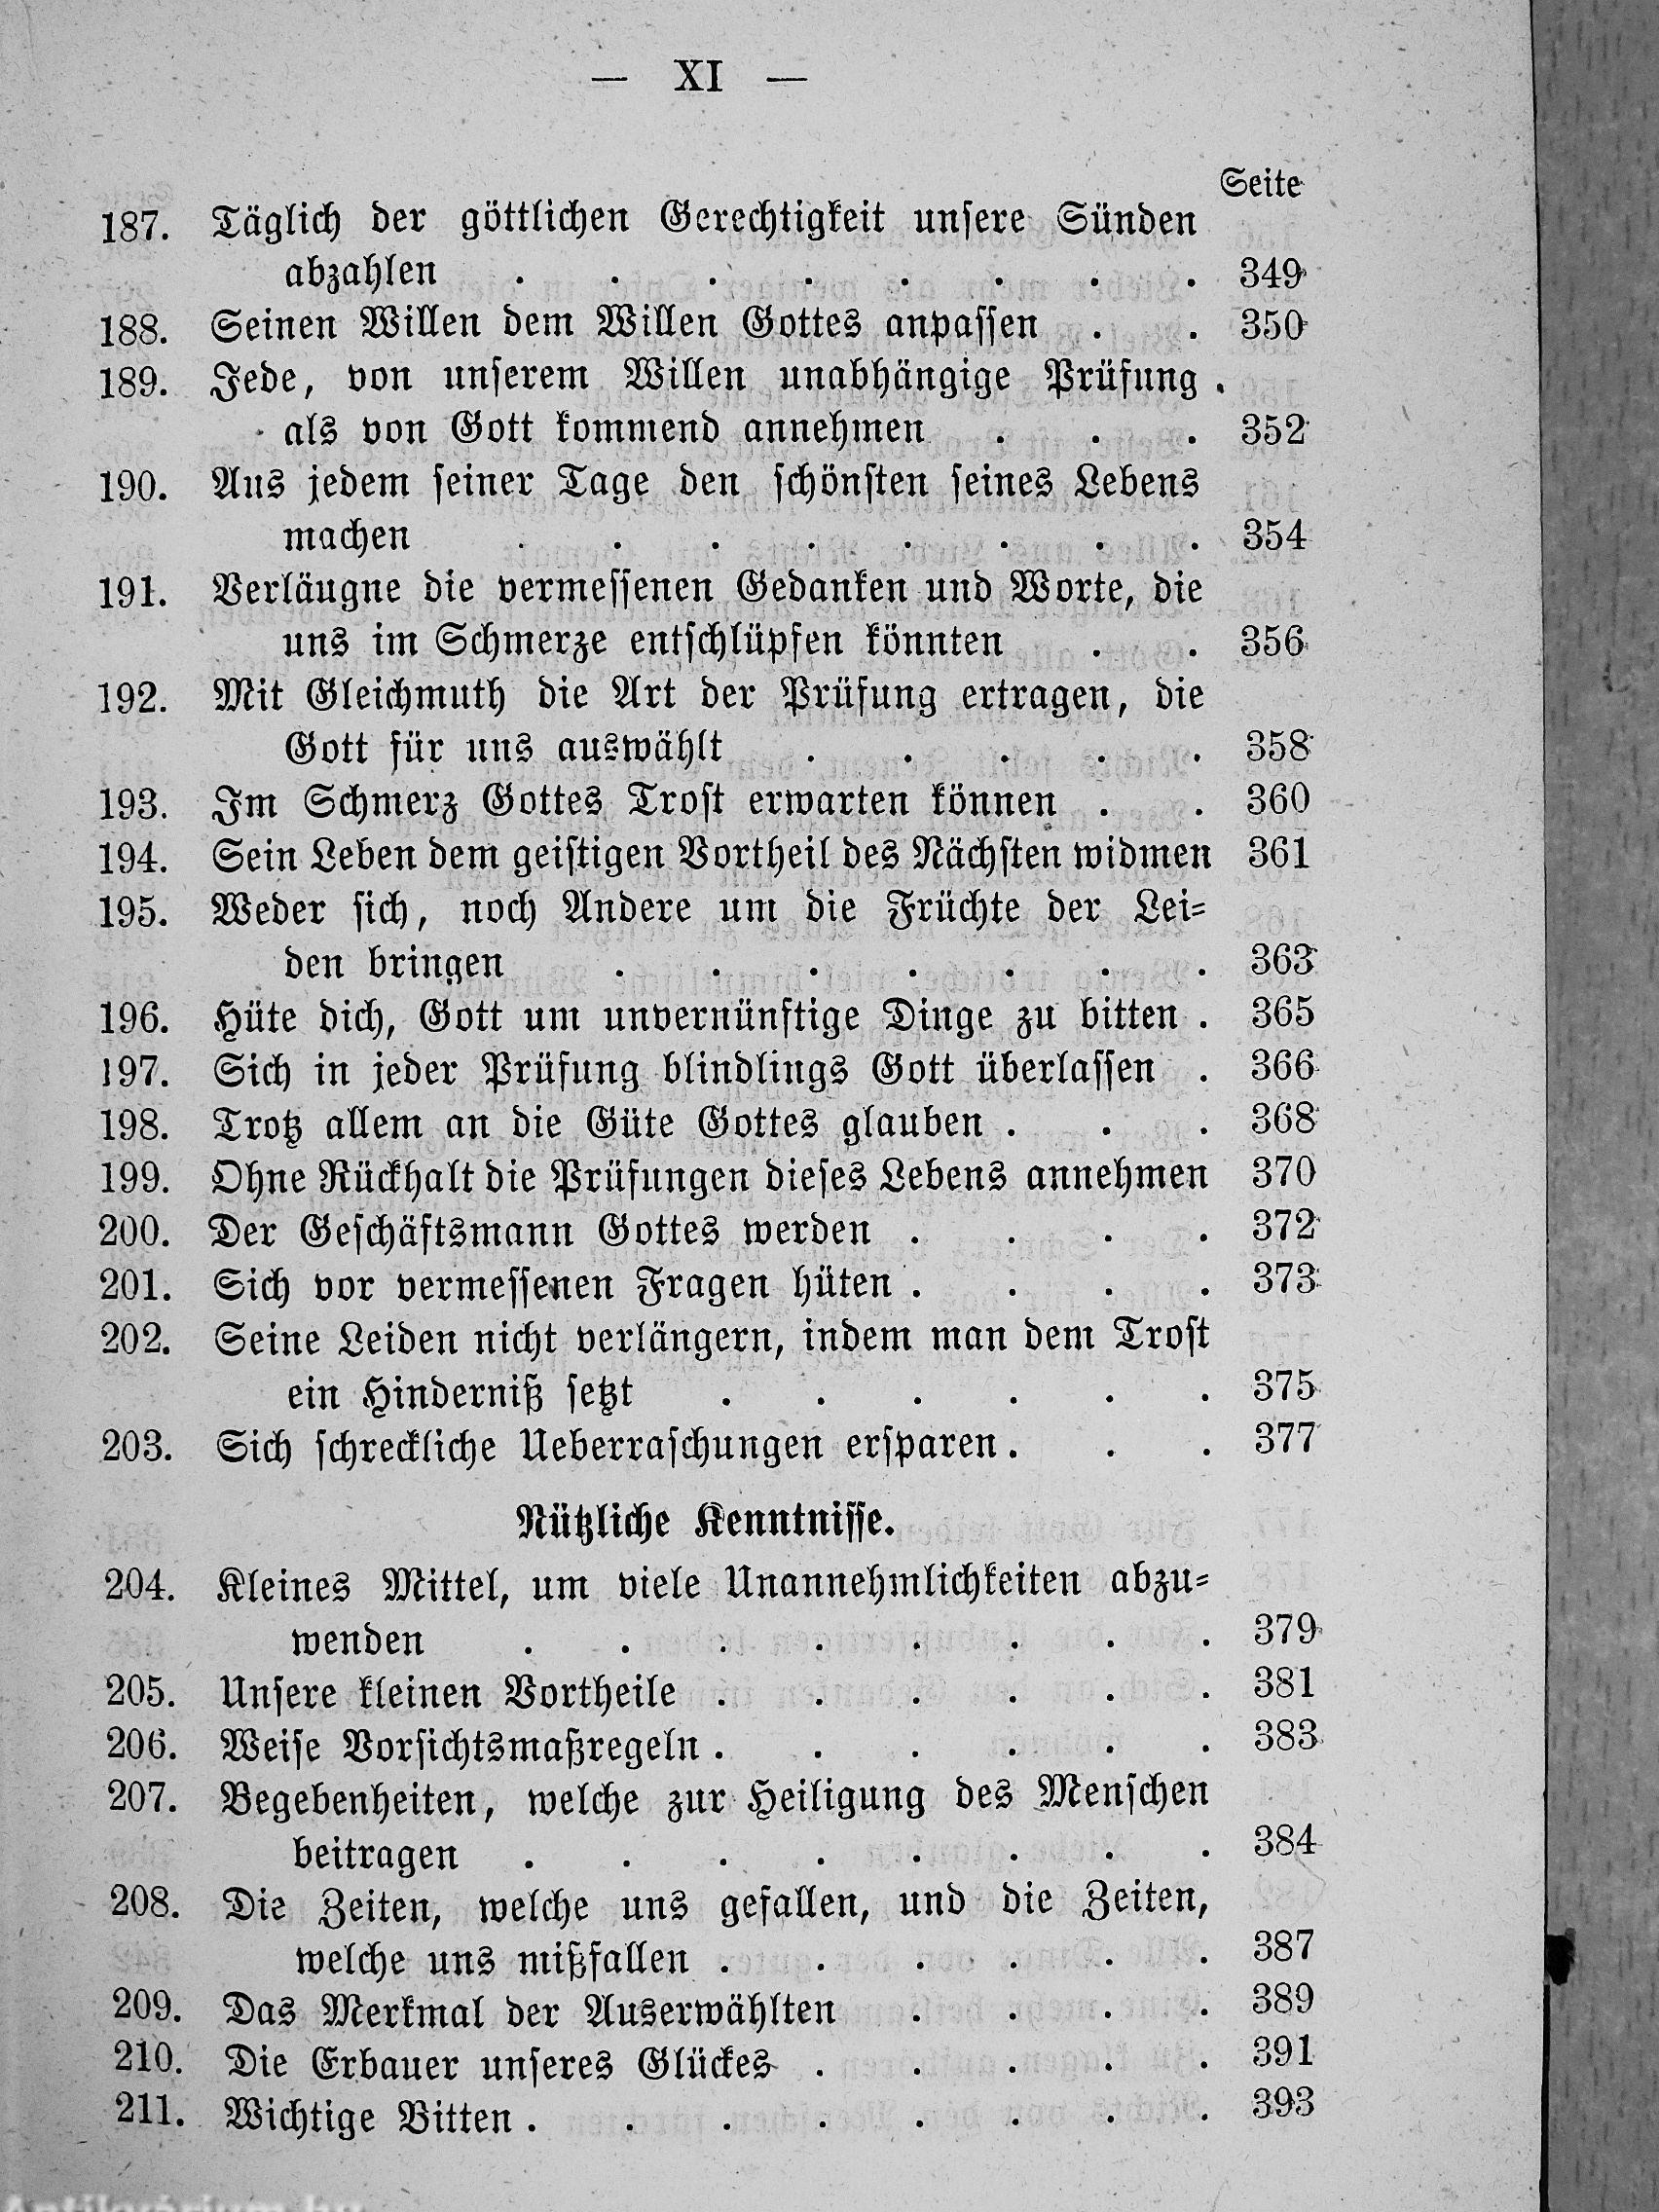 — XI —
Seite
187. Täglich der göttlichen Gerechtigkeit unsere Sünden
abzahlen . . . . . . . . 349
188. Seinen Willen dem Willen Gottes anpassen . . 350
189. Jede, von unserem Willen unabhängige Prüfung .
als von Gott kommend annehmen . . . 352
190. Aus jedem seiner Tage den schönsten seines Lebens
machen . . . . . . . . 354
191. Verläugne die vermessenen Gedanken und Worte, die
uns im Schmerze entschlüpfen könnten . . 356
192. Mit Gleichmuth die Art der Prüfung ertragen, die
Gott für uns auswählt . . . . . 358
193. Im Schmerz Gottes Trost erwarten können . . 360
194. Sein Leben dem geistigen Vortheil des Nächsten widmen 361
195. Weder sich, noch Andere um die Früchte der Lei-
den bringen . . . . . . . 363
196. Hüte dich, Gott um unvernünftige Dinge zu bitten . 365
197. Sich in jeder Prüfung blindlings Gott überlassen . 366
198. Trotz allem an die Güte Gottes glauben . . . 368
199. Ohne Rückhalt die Prüfungen dieses Lebens annehmen 370
200. Der Geschäftsmann Gottes werden . . . . 372
201. Sich vor vermessenen Fragen hüten . . . . 373
202. Seine Leiden nicht verlängern, indem man dem Trost
ein Hinderniß setzt . . . . . . 375
203. Sich schreckliche Ueberraschungen ersparen . . . 377
Nützliche Kenntnisse.
204. Kleines Mittel, um viele Unannehmlichkeiten abzu-
wenden . . . . . . . . 379
205. Unsere kleinen Vortheile . . . . . . 381
206. Weise Vorsichtsmaßregeln . . . . . . 383
207. Begebenheiten, welche zur Heiligung des Menschen
beitragen . . . . . . . . 384
208. Die Zeiten, welche uns gefallen, und die Zeiten,
welche uns mißfallen . . . . . . 387
209. Das Merkmal der Auserwählten . . . . 389
210. Die Erbauer unseres Glückes . . . . . 391
211. Wichtige Bitten . . . . . . . . 393
Antikvárium.hu